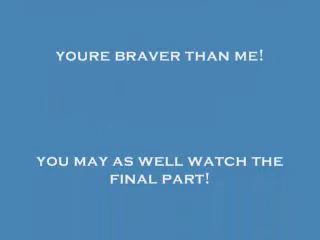 YOURE BRAVER THAN ME!
YOU MAY AS WELL WATCH THE
FINAL PART!